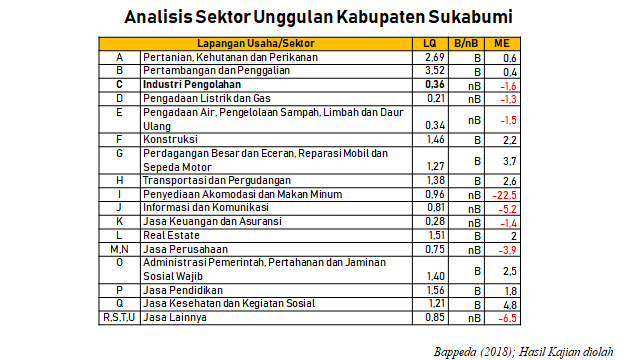 Analisis Sektor Unggulan Kabupaten Sukabumi
Lapangan Usaha/Sektor LQ B/nB ME
A Pertanian, Kehutanan dan Perikanan 2,69 B 0,6
B Pertambangan dan Penggalian 3,52 B 0,4
C Industri Pengolahan 0,36 nB -1,6
D Pengadaan Listrik dan Gas 0,21 nB -1,3
E Pengadaan Air, Pengelolaan Sampah, Limbah dan Daur
Ulang 0,34 nB -1,5
F Konstruksi 1,46 B 2,2
G Perdagangan Besar dan Eceran, Reparasi Mobil dan
Sepeda Motor 1,27 B 3,7
H Transportasi dan Pergudangan 1,38 B 2,6
I Penyediaan Akomodasi dan Makan Minum 0,96 nB -22,5
J Informasi dan Komunikasi 0,81 nB -5,2
K Jasa Keuangan dan Asuransi 0,28 nB -1,4
L Real Estate 1,51 B 2
M,N Jasa Perusahaan 0,75 nB -3,9
O Administrasi Pemerintah, Pertahanan dan Jaminan
Sosial Wajib 1,40 B 2,5
P Jasa Pendidikan 1,56 B 1,8
Q Jasa Kesehatan dan Kegiatan Sosial 1,21 B 4,8
R,S,T,U Jasa Lainnya 0,85 nB -6,5
Bappeda (2018); Hasil Kajian diolah